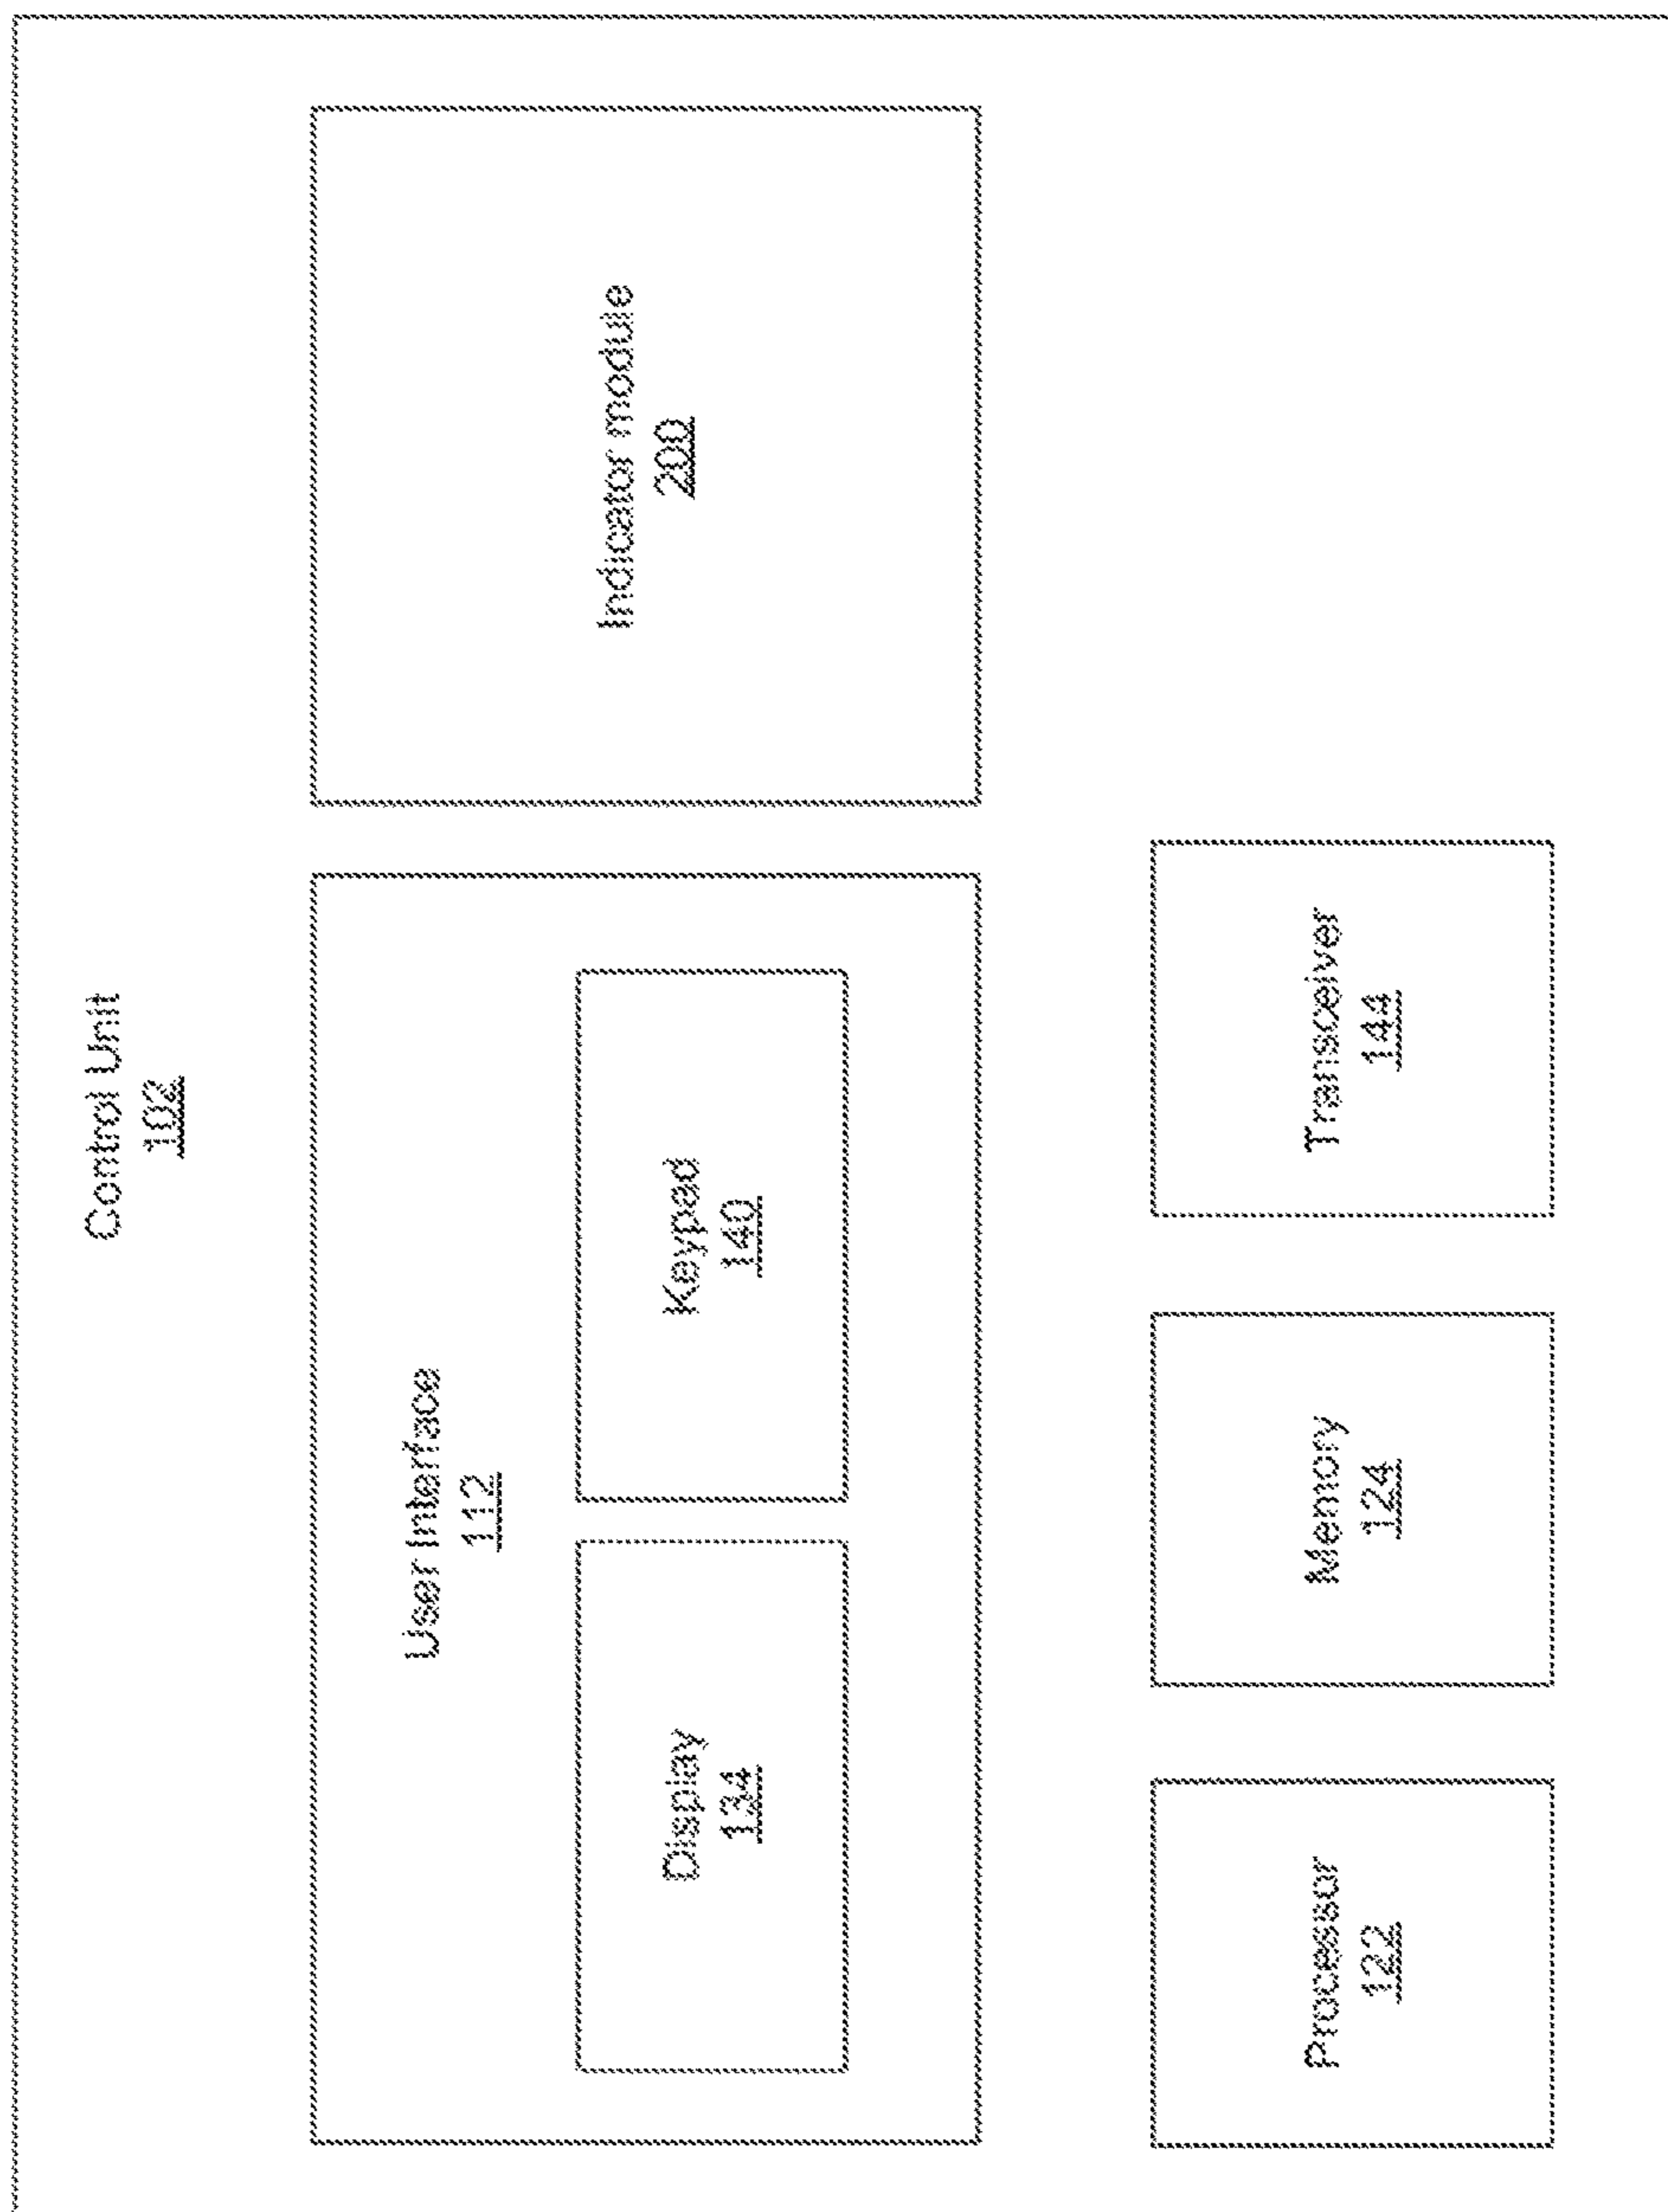 Control Unit
102
User Interface
112
Display
134
Keypad
140
Indicator module
200
Processor
122
Memory
124
Transceiver
144